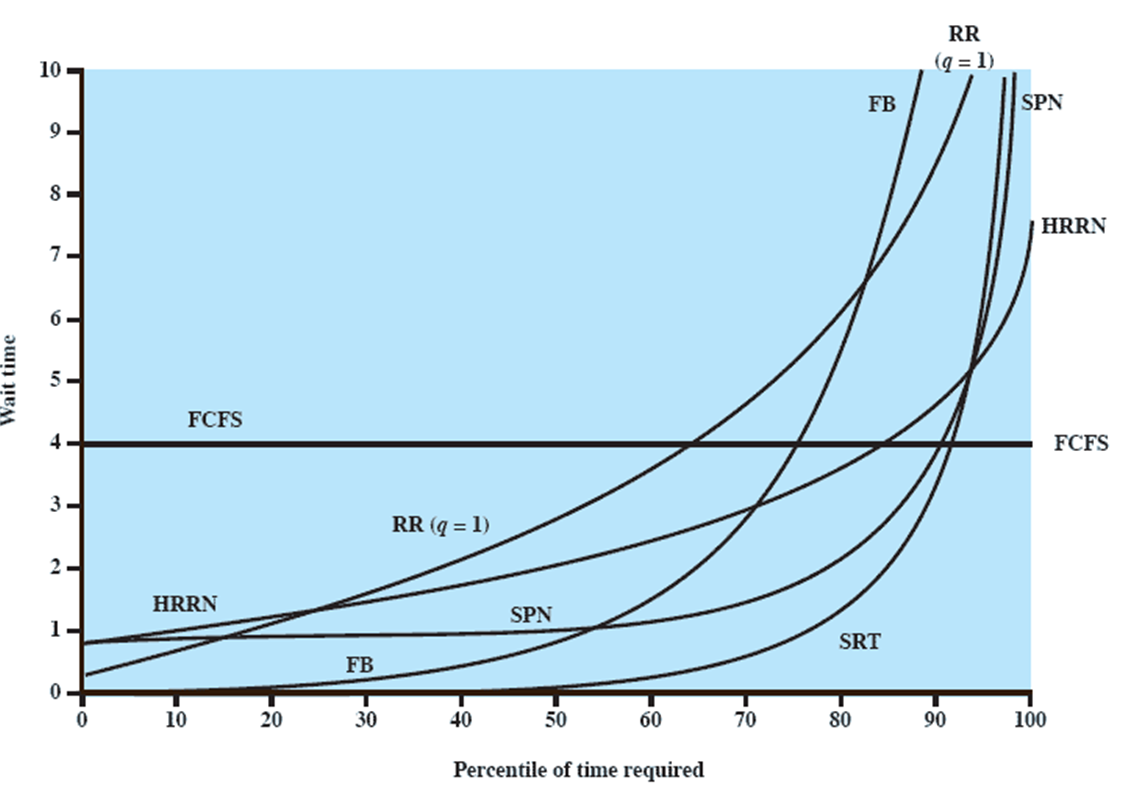 RR
(q = 1)
10
FB
SPN
9
8
HRRN
7
6
Wait time
5
FCFS
4
FCFS
3
RR (q = 1)
2
HRRN
SPN
1
SRT
FB
0
0 10 20 30 40 50 60 70 80 90 100
Percentile of time required